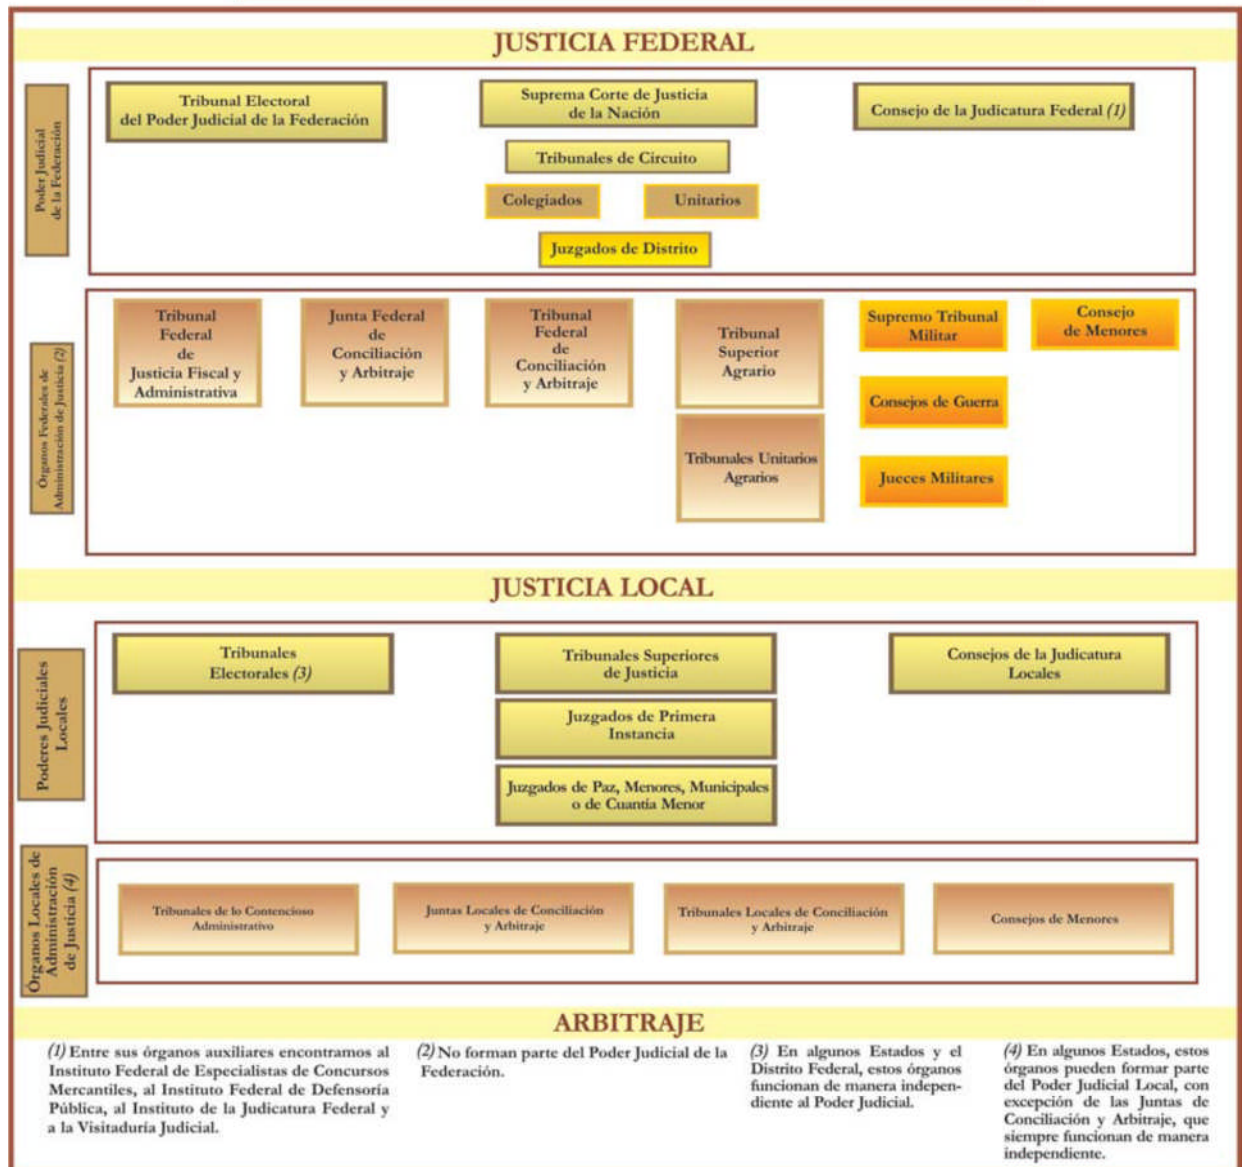 JUSTICIA FEDERAL
Poder Judicial
de la Federación
Tribunal Electoral
del Poder Judicial de la Federación
Suprema Corte de Justicia
de la Nación
Consejo de la Judicatura Federal (1)
Tribunales de Circuito
Colegiados
Unitarios
Juzgados de Distrito
Órganos Federales de
Administración de Justicia (2)
Tribunal
Federal
de
Justicia Fiscal y
Administrativa
Junta Federal
de
Conciliación
y Arbitraje
Tribunal
Federal
de
Conciliación
y Arbitraje
Tribunal
Superior
Agrario
Tribunales Unitarios
Agrarios
Supremo Tribunal
Militar
Consejos de Guerra
Jueces Militares
Consejo
de Menores
JUSTICIA LOCAL
Poderes Judiciales
Locales
Tribunales
Electorales (3)
Tribunales Superiores
de Justicia
Consejos de la Judicatura
Locales
Juzgados de Primera
Instancia
Juzgados de Paz, Menores, Municipales
o de Cuantía Menor
Órganos Locales de
Administración
de Justicia (4)
Tribunales de lo Contencioso
Administrativo
Juntas Locales de Conciliación
y Arbitraje
Tribunales Locales de Conciliación
y Arbitraje
Consejos de Menores
ARBITRAJE
(1) Entre sus órganos auxiliares encontramos al
Instituto Federal de Especialistas de Concursos
Mercantiles, al Instituto Federal de Defensoría
Pública, al Instituto de la Judicatura Federal y
a la Visitaduría Judicial.
(2) No forman parte del Poder Judicial de la
Federación.
(3) En algunos Estados y el
Distrito Federal, estos órganos
funcionan de manera indepen-
diente al Poder Judicial.
(4) En algunos Estados, estos
órganos pueden formar parte
del Poder Judicial Local, con
excepción de las Juntas de
Conciliación y Arbitraje, que
siempre funcionan de manera
independiente.